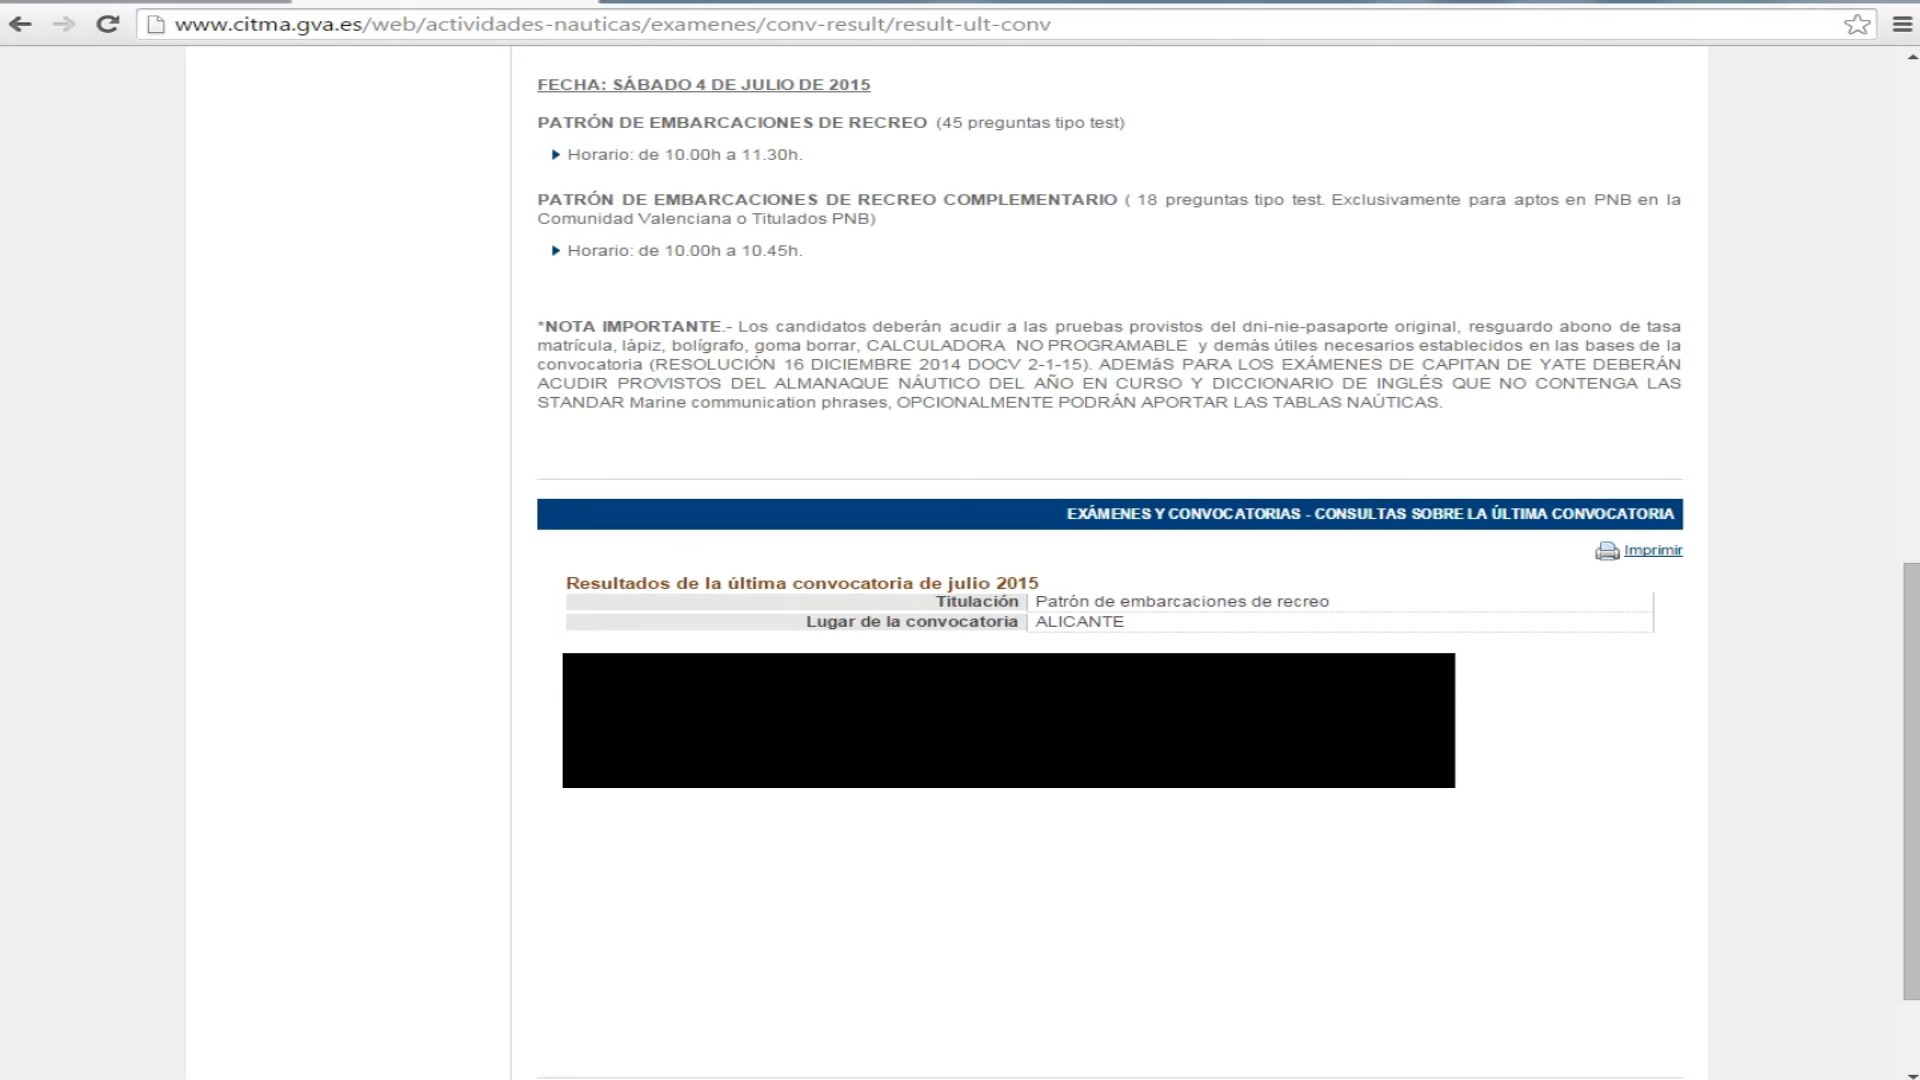 www.citma.gva.es/web/actividades-nauticas/examenes/conv-result/result-ult-conv
FECHA: SÁBADO 4 DE JULIO DE 2015
PATRÓN DE EMBARCACIONES DE RECREO (45 preguntas tipo test)
Horario: de 10.00h a 11.30h.
PATRÓN DE EMBARCACIONES DE RECREO COMPLEMENTARIO ( 18 preguntas tipo test. Exclusivamente para aptos en PNB en la
Comunidad Valenciana o Titulados PNB)
Horario: de 10.00h a 10.45h.
*NOTA IMPORTANTE.- Los candidatos deberán acudir a las pruebas provistos del dni-nie-pasaporte original, resguardo abono de tasa
matrícula, lápiz, bolígrafo, goma borrar, CALCULADORA NO PROGRAMABLE y demás útiles necesarios establecidos en las bases de la
convocatoria (RESOLUCIÓN 16 DICIEMBRE 2014 DOCV 2-1-15). ADEMáS PARA LOS EXÁMENES DE CAPITAN DE YATE DEBERÁN
ACUDIR PROVISTOS DEL ALMANAQUE NÁUTICO DEL AÑO EN CURSO Y DICCIONARIO DE INGLÉS QUE NO CONTENGA LAS
STANDAR Marine communication phrases, OPCIONALMENTE PODRÁN APORTAR LAS TABLAS NAÚTICAS.
EXÁMENES Y CONVOCATORIAS - CONSULTAS SOBRE LA ÚLTIMA CONVOCATORIA
Imprimir
Resultados de la última convocatoria de julio 2015
Titulación Patrón de embarcaciones de recreo
Lugar de la convocatoria ALICANTE